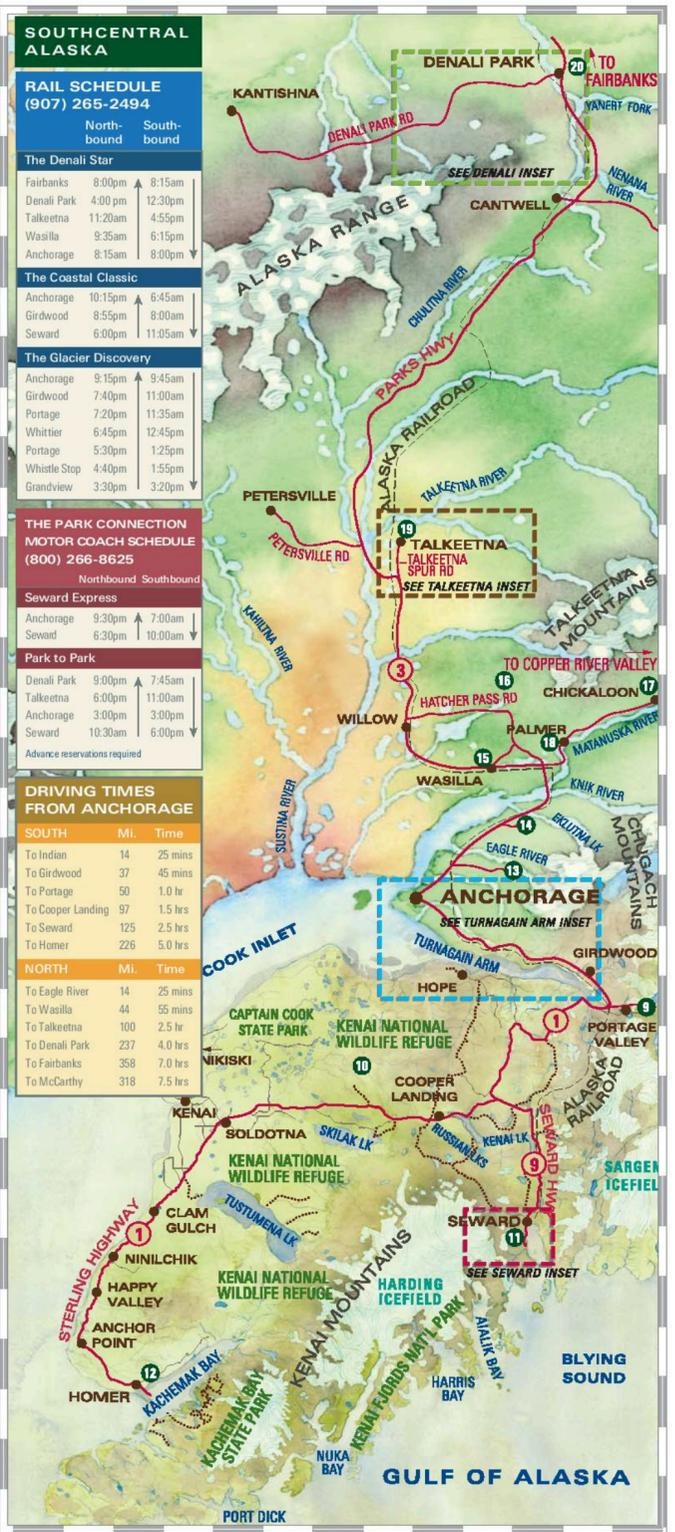 SOUTHCENTRAL
ALASKA
RAIL SCHEDULE
(907) 265-2494
North-bound South-bound
The Denali Star
Fairbanks 8:00pm 8:15am
Denali Park 4:00 pm 12:30pm
Talkeetna 11:20am 4:55pm
Wasilla 9:35am 6:15pm
Anchorage 8:15am 8:00pm
The Coastal Classic
Anchorage 10:15pm 6:45am
Girdwood 8:55pm 8:00am
Seward 6:00pm 11:05am
The Glacier Discovery
Anchorage 9:15pm 9:45am
Girdwood 7:40pm 11:00am
Portage 7:20pm 11:35am
Whittier 6:45pm 12:45pm
Portage 5:30pm 1:25pm
Whistle Stop 4:40pm 1:55pm
Grandview 3:30pm 3:20pm
THE PARK CONNECTION
MOTOR COACH SCHEDULE
(800) 266-8625
Northbound Southbound
Seward Express
Anchorage 9:30pm 7:00am
Seward 6:30pm 10:00am
Park to Park
Denali Park 9:00pm 7:45am
Talkeetna 6:00pm 11:00am
Anchorage 3:00pm 3:00pm
Seward 10:30am 6:00pm
Advance reservations required
DRIVING TIMES
FROM ANCHORAGE
SOUTH Mi. Time
To Indian 14 25 mins
To Girdwood 37 45 mins
To Portage 50 1.0 hr
To Cooper Landing 97 1.5 hrs
To Seward 125 2.5 hrs
To Homer 226 5.0 hrs
NORTH Mi. Time
To Eagle River 14 25 mins
To Wasilla 44 55 mins
To Talkeetna 100 2.5 hr
To Denali Park 237 4.0 hrs
To Fairbanks 358 7.0 hrs
To McCarthy 318 7.5 hrs
DENALI PARK
20
TO
FAIRBANKS
KANTISHNA
YANERT FORK
DENALI PARK RD
SEE DENALI INSET
NENANA
RIVER
CANTWELL
ALASKA RANGE
CHULITNA RIVER
PARKS HWY
ALASKA RAILROAD
TALKEETNA RIVER
PETERSVILLE
PETERSVILLE RD
19
TALKEETNA
TALKEETNA
SPUR RD
SEE TALKEETNA INSET
TALKEETNA
MOUNTAINS
KAHILTNA RIVER
3
TO COPPER RIVER VALLEY
16
17
CHICKALOON
HATCHER PASS RD
WILLOW
PALMER
18
MATANUSKA RIVER
15
WASILLA
KNIK RIVER
SUSTINA RIVER
14
EKLUTNA LK
EAGLE RIVER
13
CHUGACH
MOUNTAINS
ANCHORAGE
SEE TURNAGAIN ARM INSET
COOK INLET
TURNAGAIN ARM
GIRDWOOD
HOPE
9
PORTAGE
VALLEY
1
CAPTAIN COOK
STATE PARK
KENAI NATIONAL
WILDLIFE REFUGE
NIKISKI
10
COOPER
LANDING
ALASKA
RAILROAD
KENAI
SOLDOTNA
SKILAK LK
RUSSIAN LKS
KENAI LK
SEWARD HWY
9
SARGEN
ICEFIEL
KENAI NATIONAL
WILDLIFE REFUGE
TUSTUMENA LK
CLAM
GULCH
SEWARD
11
SEE SEWARD INSET
STERLING HIGHWAY
1
NINILCHIK
KENAI NATIONAL
WILDLIFE REFUGE
KENAI MOUNTAINS
HARDING
ICEFIELD
HAPPY
VALLEY
ANCHOR
POINT
KENAI FJORDS NAT'L PARK
AIALIK BAY
BLYING
SOUND
12
HOMER
KACHEMAK BAY
KACHEMAK BAY
STATE PARK
HARRIS
BAY
NUKA
BAY
GULF OF ALASKA
PORT DICK